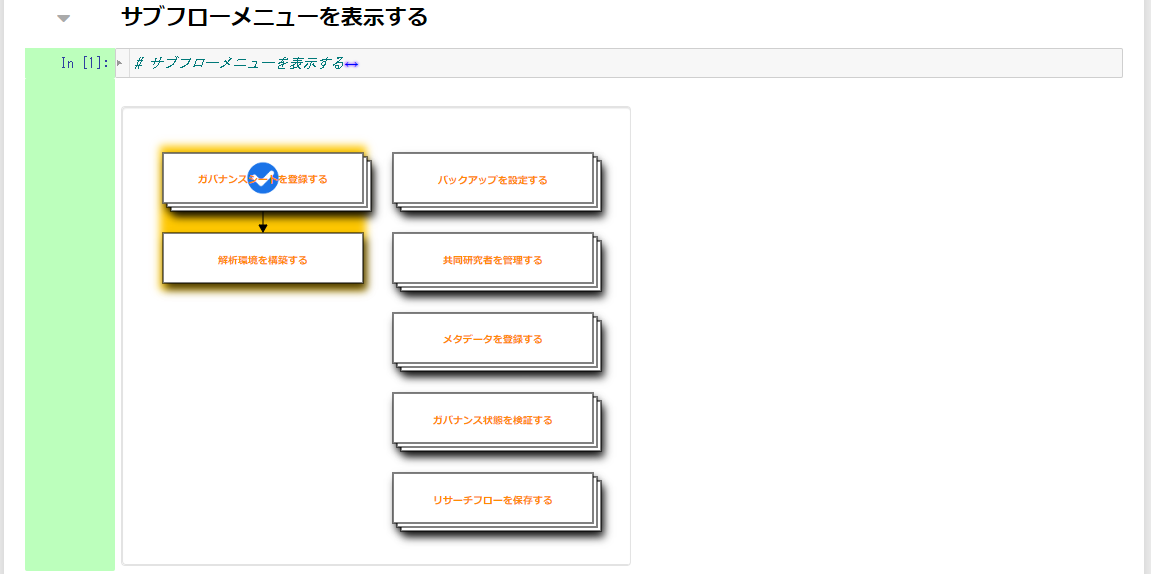 サブフローメニューを表示する
In [1]: # サブフローメニューを表示する
ガバナンスシートを登録する
バックアップを設定する
解析環境を構築する
共同研究者を管理する
メタデータを登録する
ガバナンス状態を検証する
リサーチフローを保存する